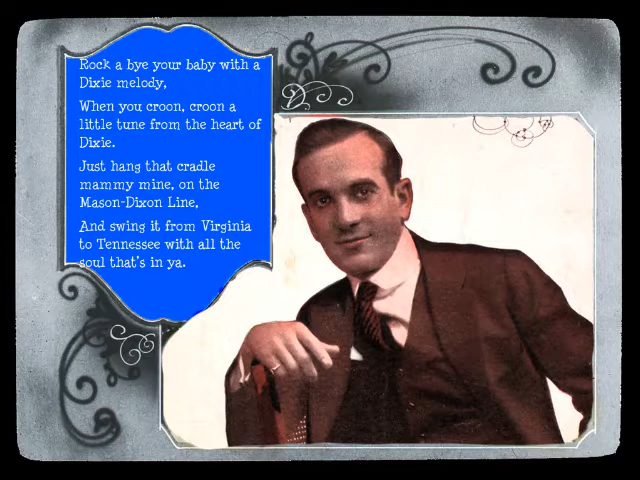 Rock a bye your baby with a
Dixie melody,
When you croon, croon a
little tune from the heart of
Dixie.
Just hang that cradle
mammy mine, on the
Mason-Dixon Line,
And swing it from Virginia
to Tennessee with all the
soul that's in ya.